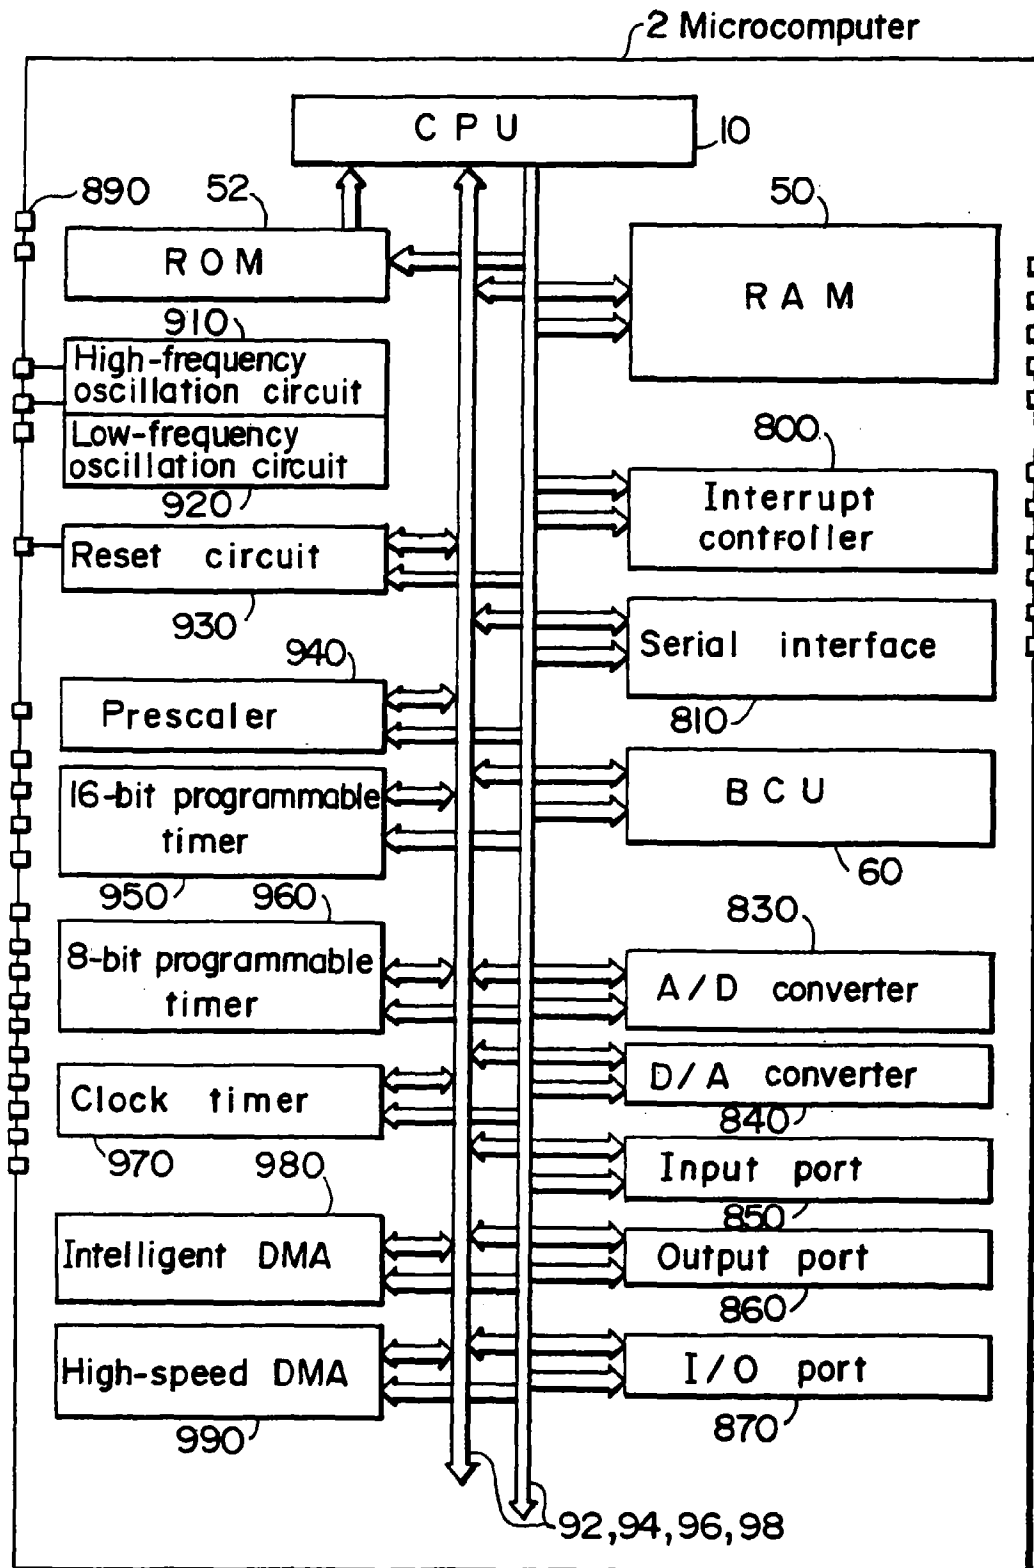 2 Microcomputer
CPU
10
890
52
50
ROM
RAM
910
High-frequency
oscillation circuit
Low-frequency
oscillation circuit
920
800
Interrupt
controller
Reset circuit
930
Serial interface
810
940
Prescaler
16-bit programmable
timer
950
BCU
60
960
8-bit programmable
timer
830
A/D converter
D/A converter
840
Clock timer
970
Input port
850
980
Intelligent DMA
Output port
860
High-speed DMA
990
I/O port
870
92,94,96,98